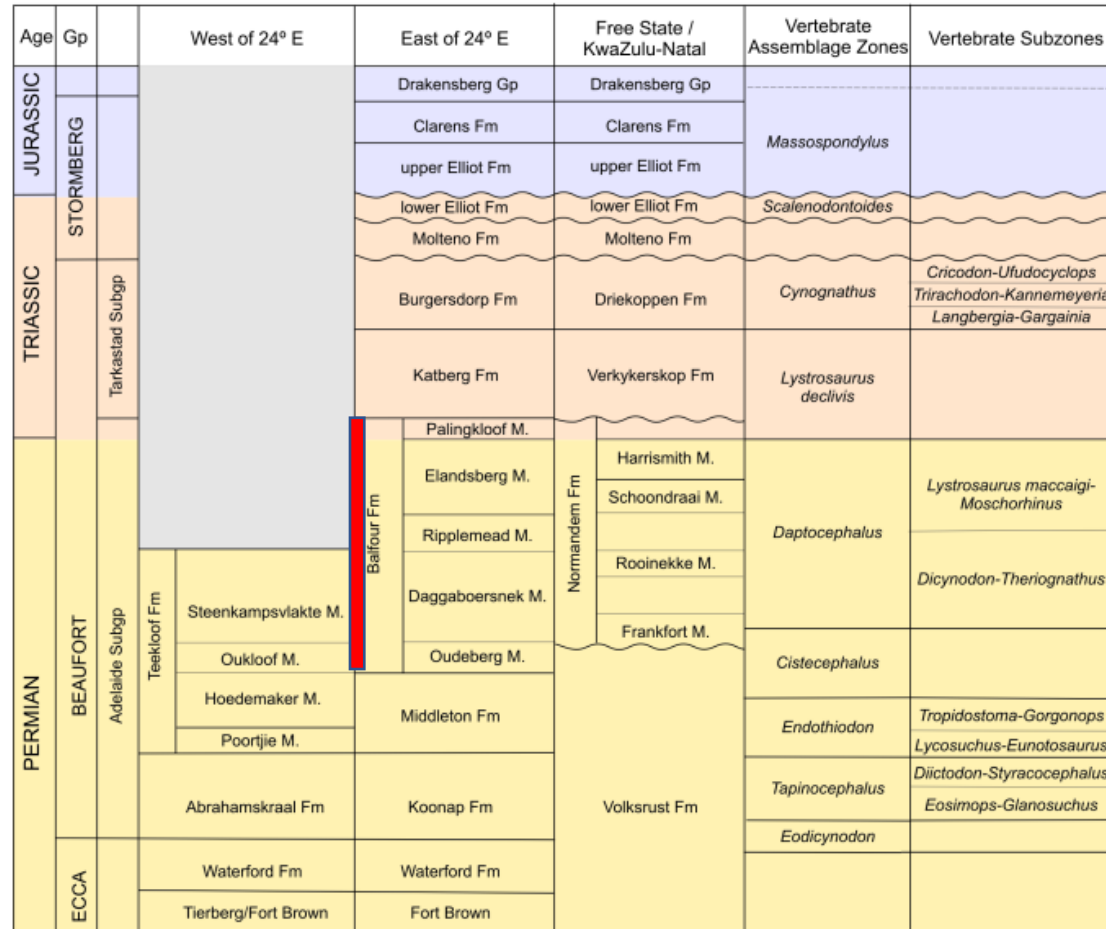 Age Gp West of 24º E East of 24º E Free State / KwaZulu-Natal Vertebrate Assemblage Zones Vertebrate Subzones
JURASSIC
TRIASSIC
PERMIAN
STORMBERG
BEAUFORT
ECCA
Tarkastad Subgp
Adelaide Subgp
Teekloof Fm
Steenkampsvlakte M.
Oukloof M.
Hoedemaker M.
Poortjie M.
Abrahamskraal Fm
Waterford Fm
Tierberg/Fort Brown
Drakensberg Gp
Clarens Fm
upper Elliot Fm
lower Elliot Fm
Molteno Fm
Burgersdorp Fm
Katberg Fm
Balfour Fm
Palingkloof M.
Elandsberg M.
Ripplemead M.
Daggaboersnek M.
Oudeberg M.
Middleton Fm
Koonap Fm
Waterford Fm
Fort Brown
Drakensberg Gp
Clarens Fm
upper Elliot Fm
lower Elliot Fm
Molteno Fm
Driekoppen Fm
Verkykerskop Fm
Normandem Fm
Harrismith M.
Schoondraai M.
Rooinekke M.
Frankfort M.
Volksrust Fm
Massospondylus
Scalenodontoides
Cynognathus
Lystrosaurus
declivis
Daptocephalus
Cistecephalus
Endothiodon
Tapinocephalus
Eodicynodon
Cricodon-Ufudocyclops
Trirachodon-Kannemeyeria
Langbergia-Gargainia
Lystrosaurus maccaigi-
Moschorhinus
Dicynodon-Theriognathus
Tropidostoma-Gorgonops
Lycosuchus-Eunotosaurus
Diictodon-Styracocephalus
Eosimops-Glanosuchus